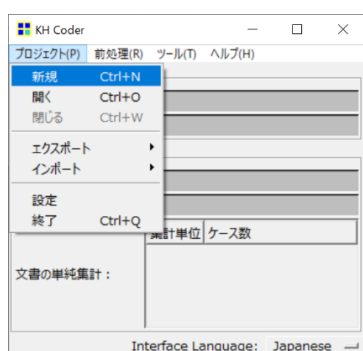 KH Coder
プロジェクト(P) 前処理(R) ツール(T) ヘルプ(H)
新規 Ctrl+N
開く Ctrl+O
閉じる Ctrl+W
エクスポート
インポート
設定
終了 Ctrl+Q
集計単位 ケース数
文書の単純集計：
Interface Language: Japanese